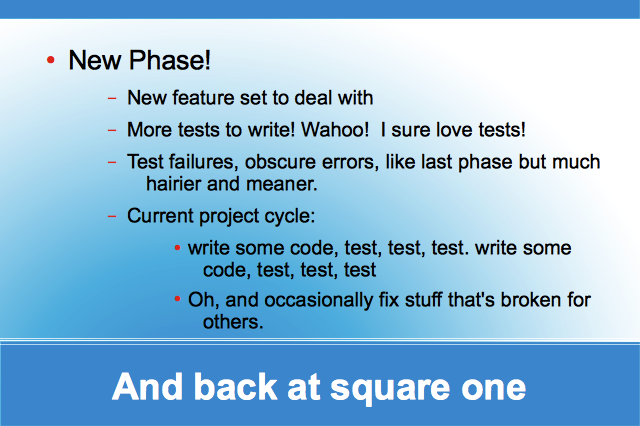 • New Phase!
– New feature set to deal with
– More tests to write! Wahoo!  I sure love tests!
– Test failures, obscure errors, like last phase but much
hairier and meaner.
– Current project cycle:
• write some code, test, test, test. write some
code, test, test, test
• Oh, and occasionally fix stuff that's broken for
others.
And back at square one